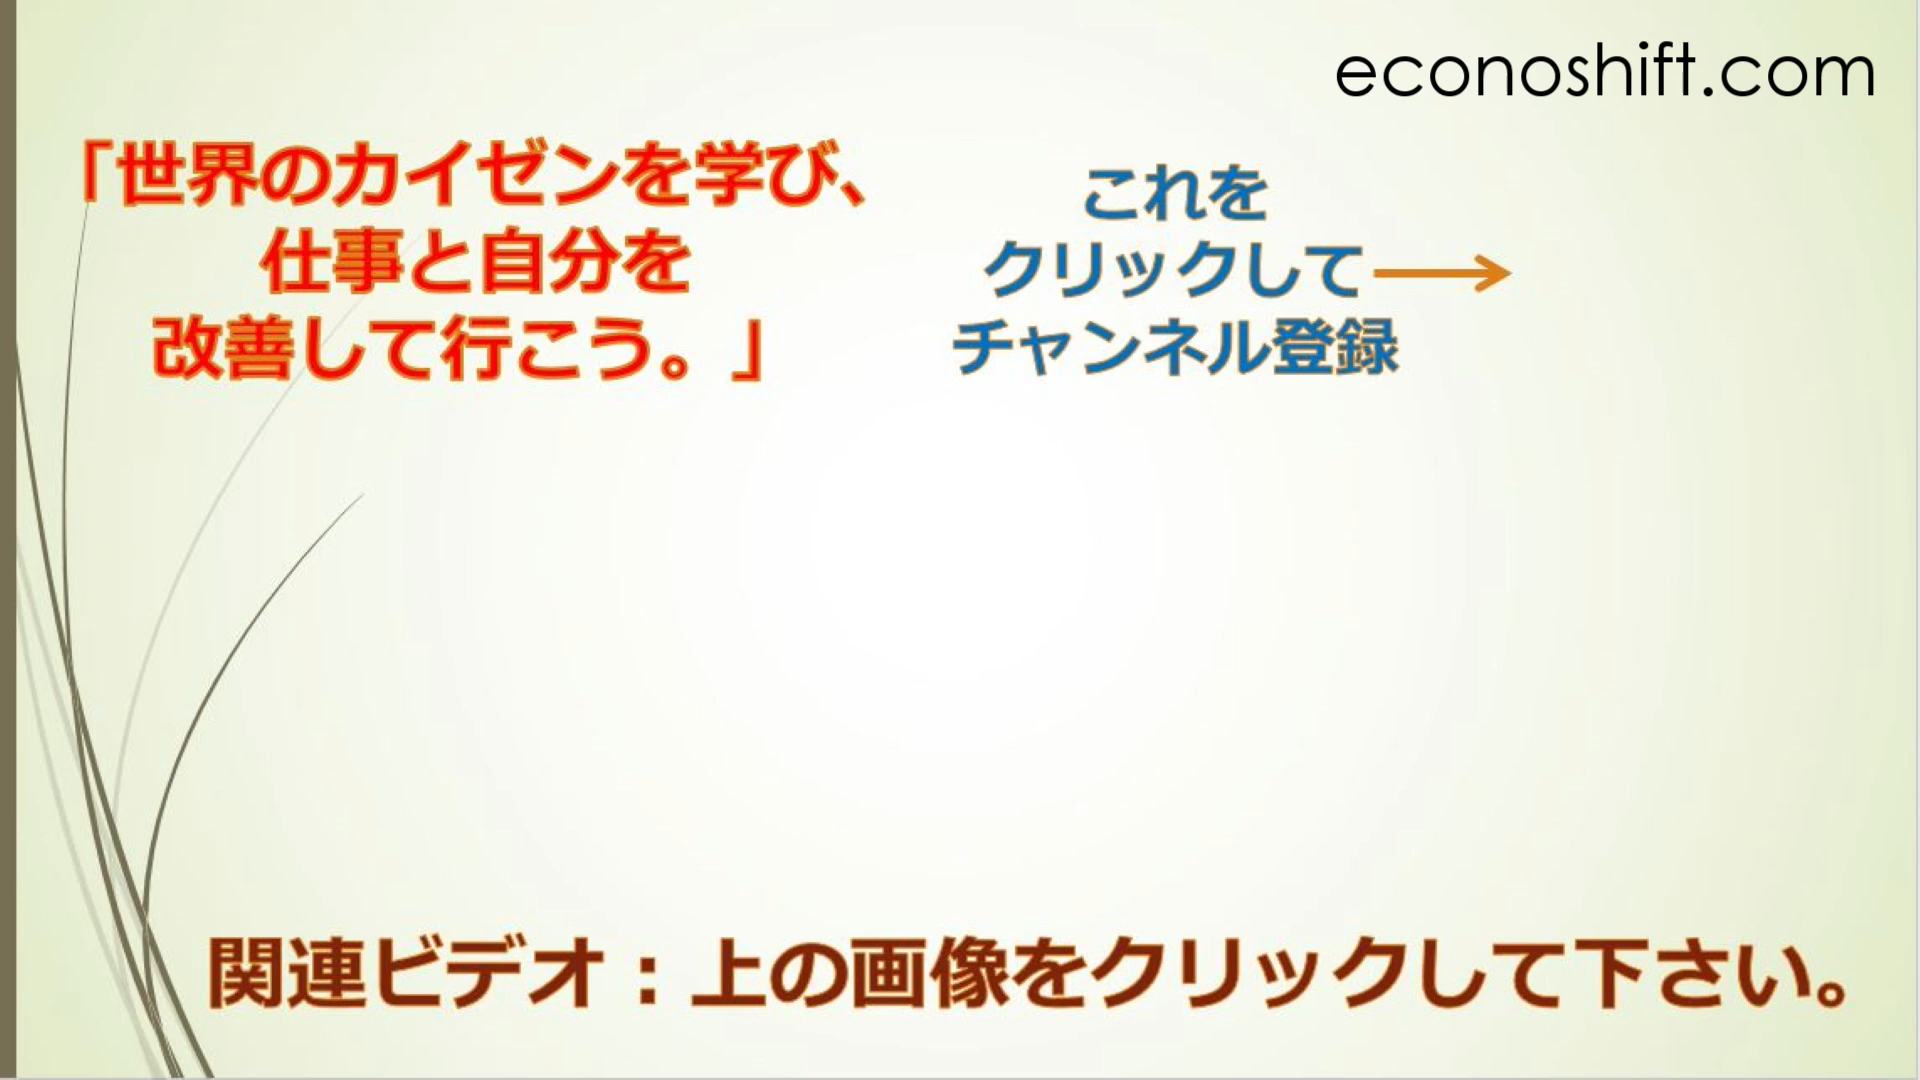 econoshift.com
「世界のカイゼンを学び、
仕事と自分を
改善して行こう。」
これを
クリックして
チャンネル登録
関連ビデオ：上の画像をクリックして下さい。